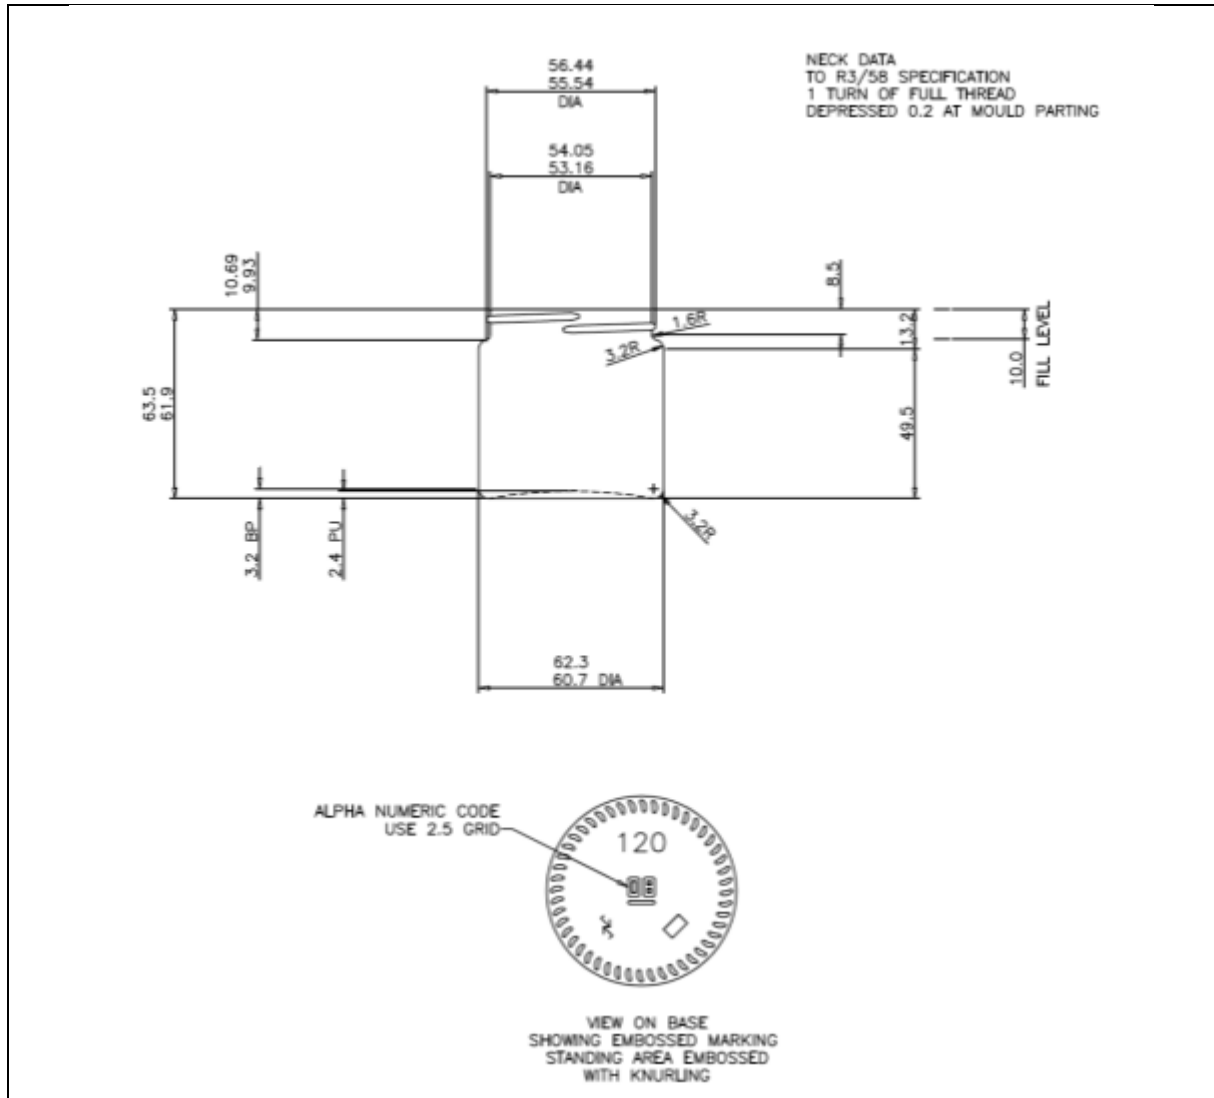 56.44
55.54
DIA
NECK DATA
TO R3/58 SPECIFICATION
1 TURN OF FULL THREAD
DEPRESSED 0.2 AT MOULD PARTING
54.05
53.16
DIA
10.69
9.93
8.5
1.6R
3.2R
13.2
10.0
FILL LEVEL
63.5
61.9
49.5
3.2 BP
2.4 PU
3.2R
62.3
60.7 DIA
ALPHA NUMERIC CODE
USE 2.5 GRID
120
VIEW ON BASE
SHOWING EMBOSSED MARKING
STANDING AREA EMBOSSED
WITH KNURLING